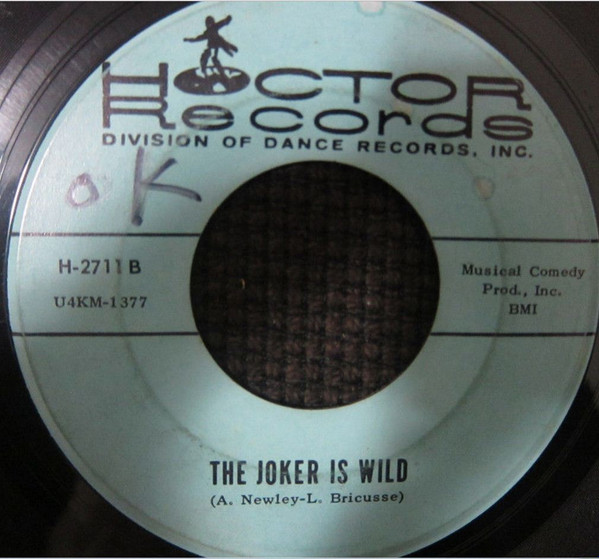 HOCTOR
Records
DIVISION OF DANCE RECORDS, INC.
OK
H-2711 B
U4KM-1377
Musical Comedy
Prod., Inc.
BMI
THE JOKER IS WILD
(A. Newley-L. Bricusse)